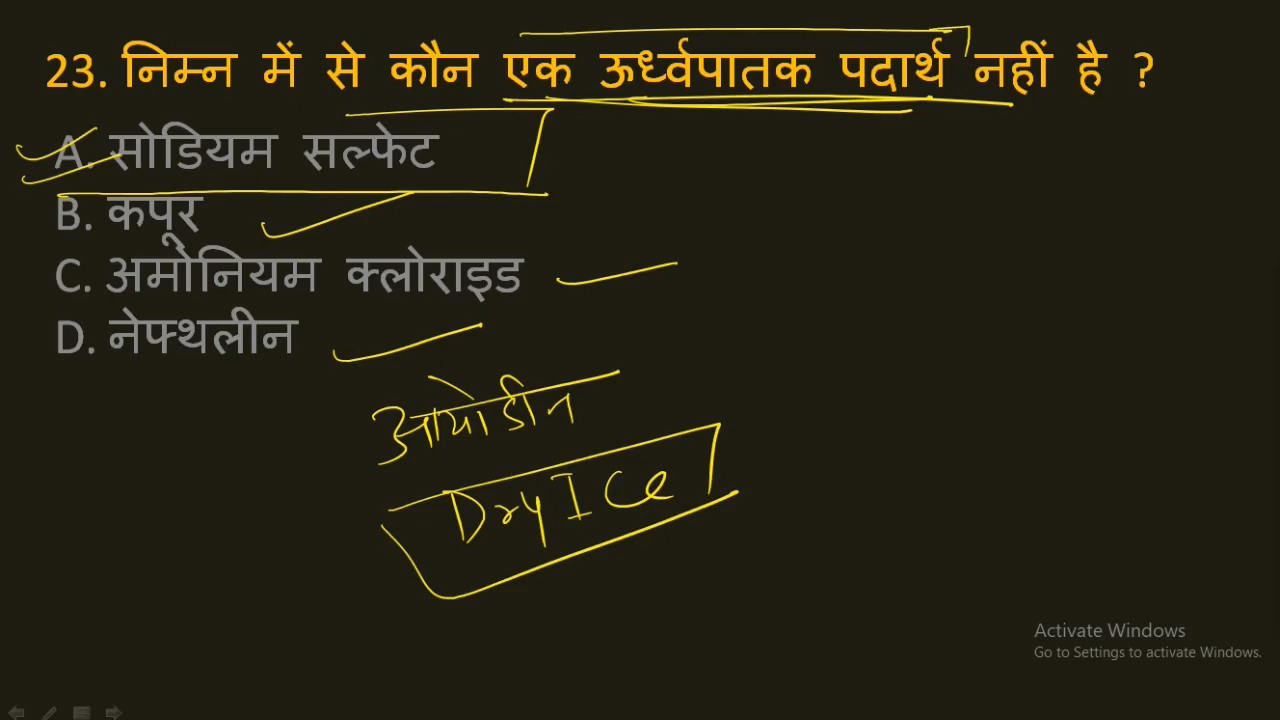 23. निम्न में से कौन एक ऊर्ध्वपातक पदार्थ नहीं है ?
A. सोडियम सल्फेट
B. कपूर
C. अमोनियम क्लोराइड
D. नेफ्थलीन
आयोडीन
Dry Ice
Activate Windows
Go to Settings to activate Windows.